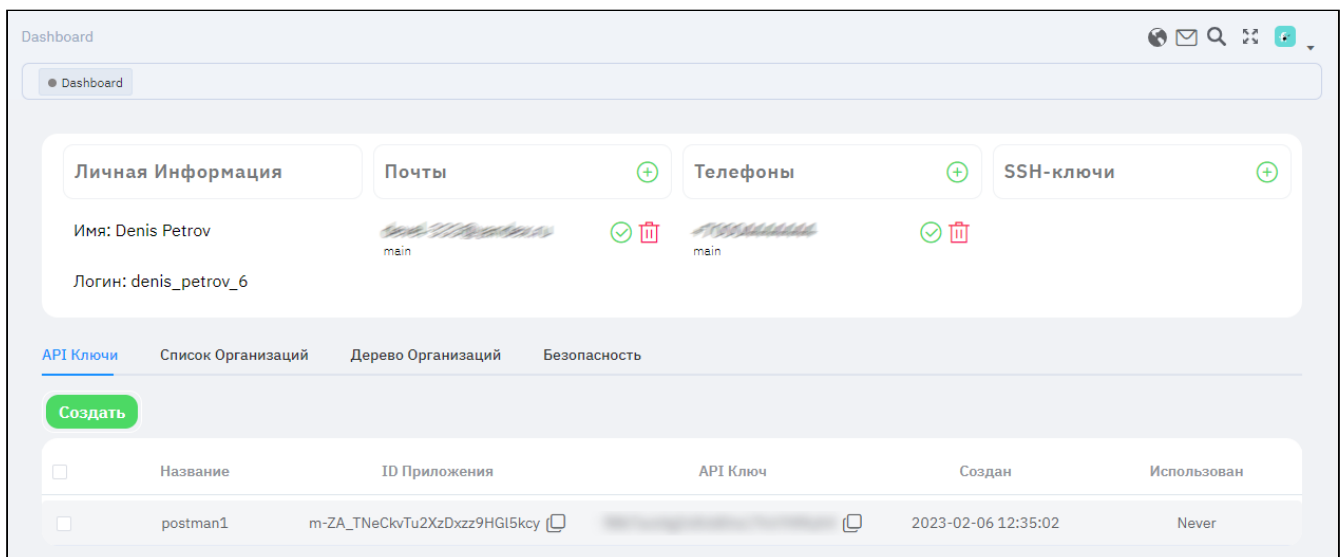 Dashboard
Dashboard
Личная Информация Почты Телефоны SSH-ключи
Имя: Denis Petrov
main main
Логин: denis_petrov_6
API Ключи Список Организаций Дерево Организаций Безопасность
Создать
Название ID Приложения API Ключ Создан Использован
postman1 m-ZA_TNeCkvTu2XzDxzz9HGl5kcy 2023-02-06 12:35:02 Never